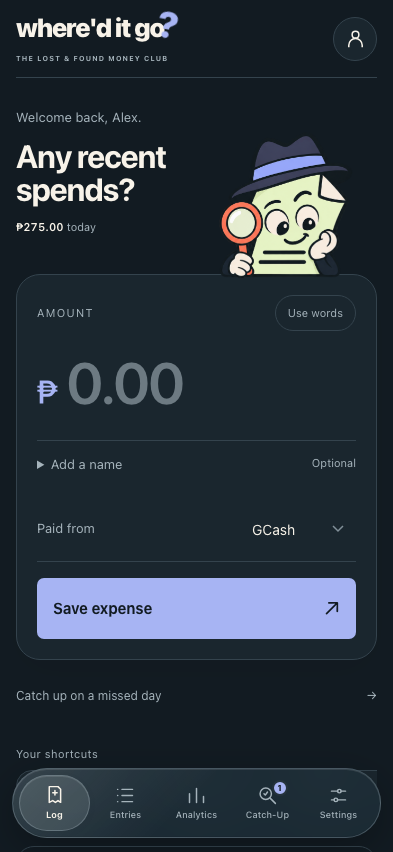 where'd it go?
THE LOST & FOUND MONEY CLUB
Welcome back, Alex.
Any recent
spends?
₱275.00 today
AMOUNT
Use words
₱ 0.00
Add a name
Optional
Paid from
GCash
Save expense
Catch up on a missed day
Your shortcuts
1
Log
Entries
Analytics
Catch-Up
Settings